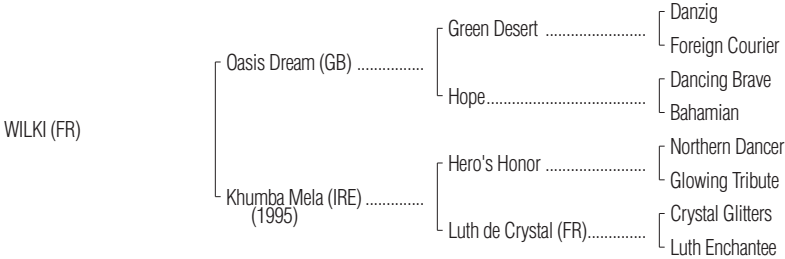 Danzig
Green Desert ........................
Foreign Courier
Oasis Dream (GB) ................
Dancing Brave
Hope......................................
Bahamian
WILKI (FR)
Northern Dancer
Hero's Honor ........................
Glowing Tribute
Khumba Mela (IRE) ..............
(1995)
Crystal Glitters
Luth de Crystal (FR)..............
Luth Enchantee